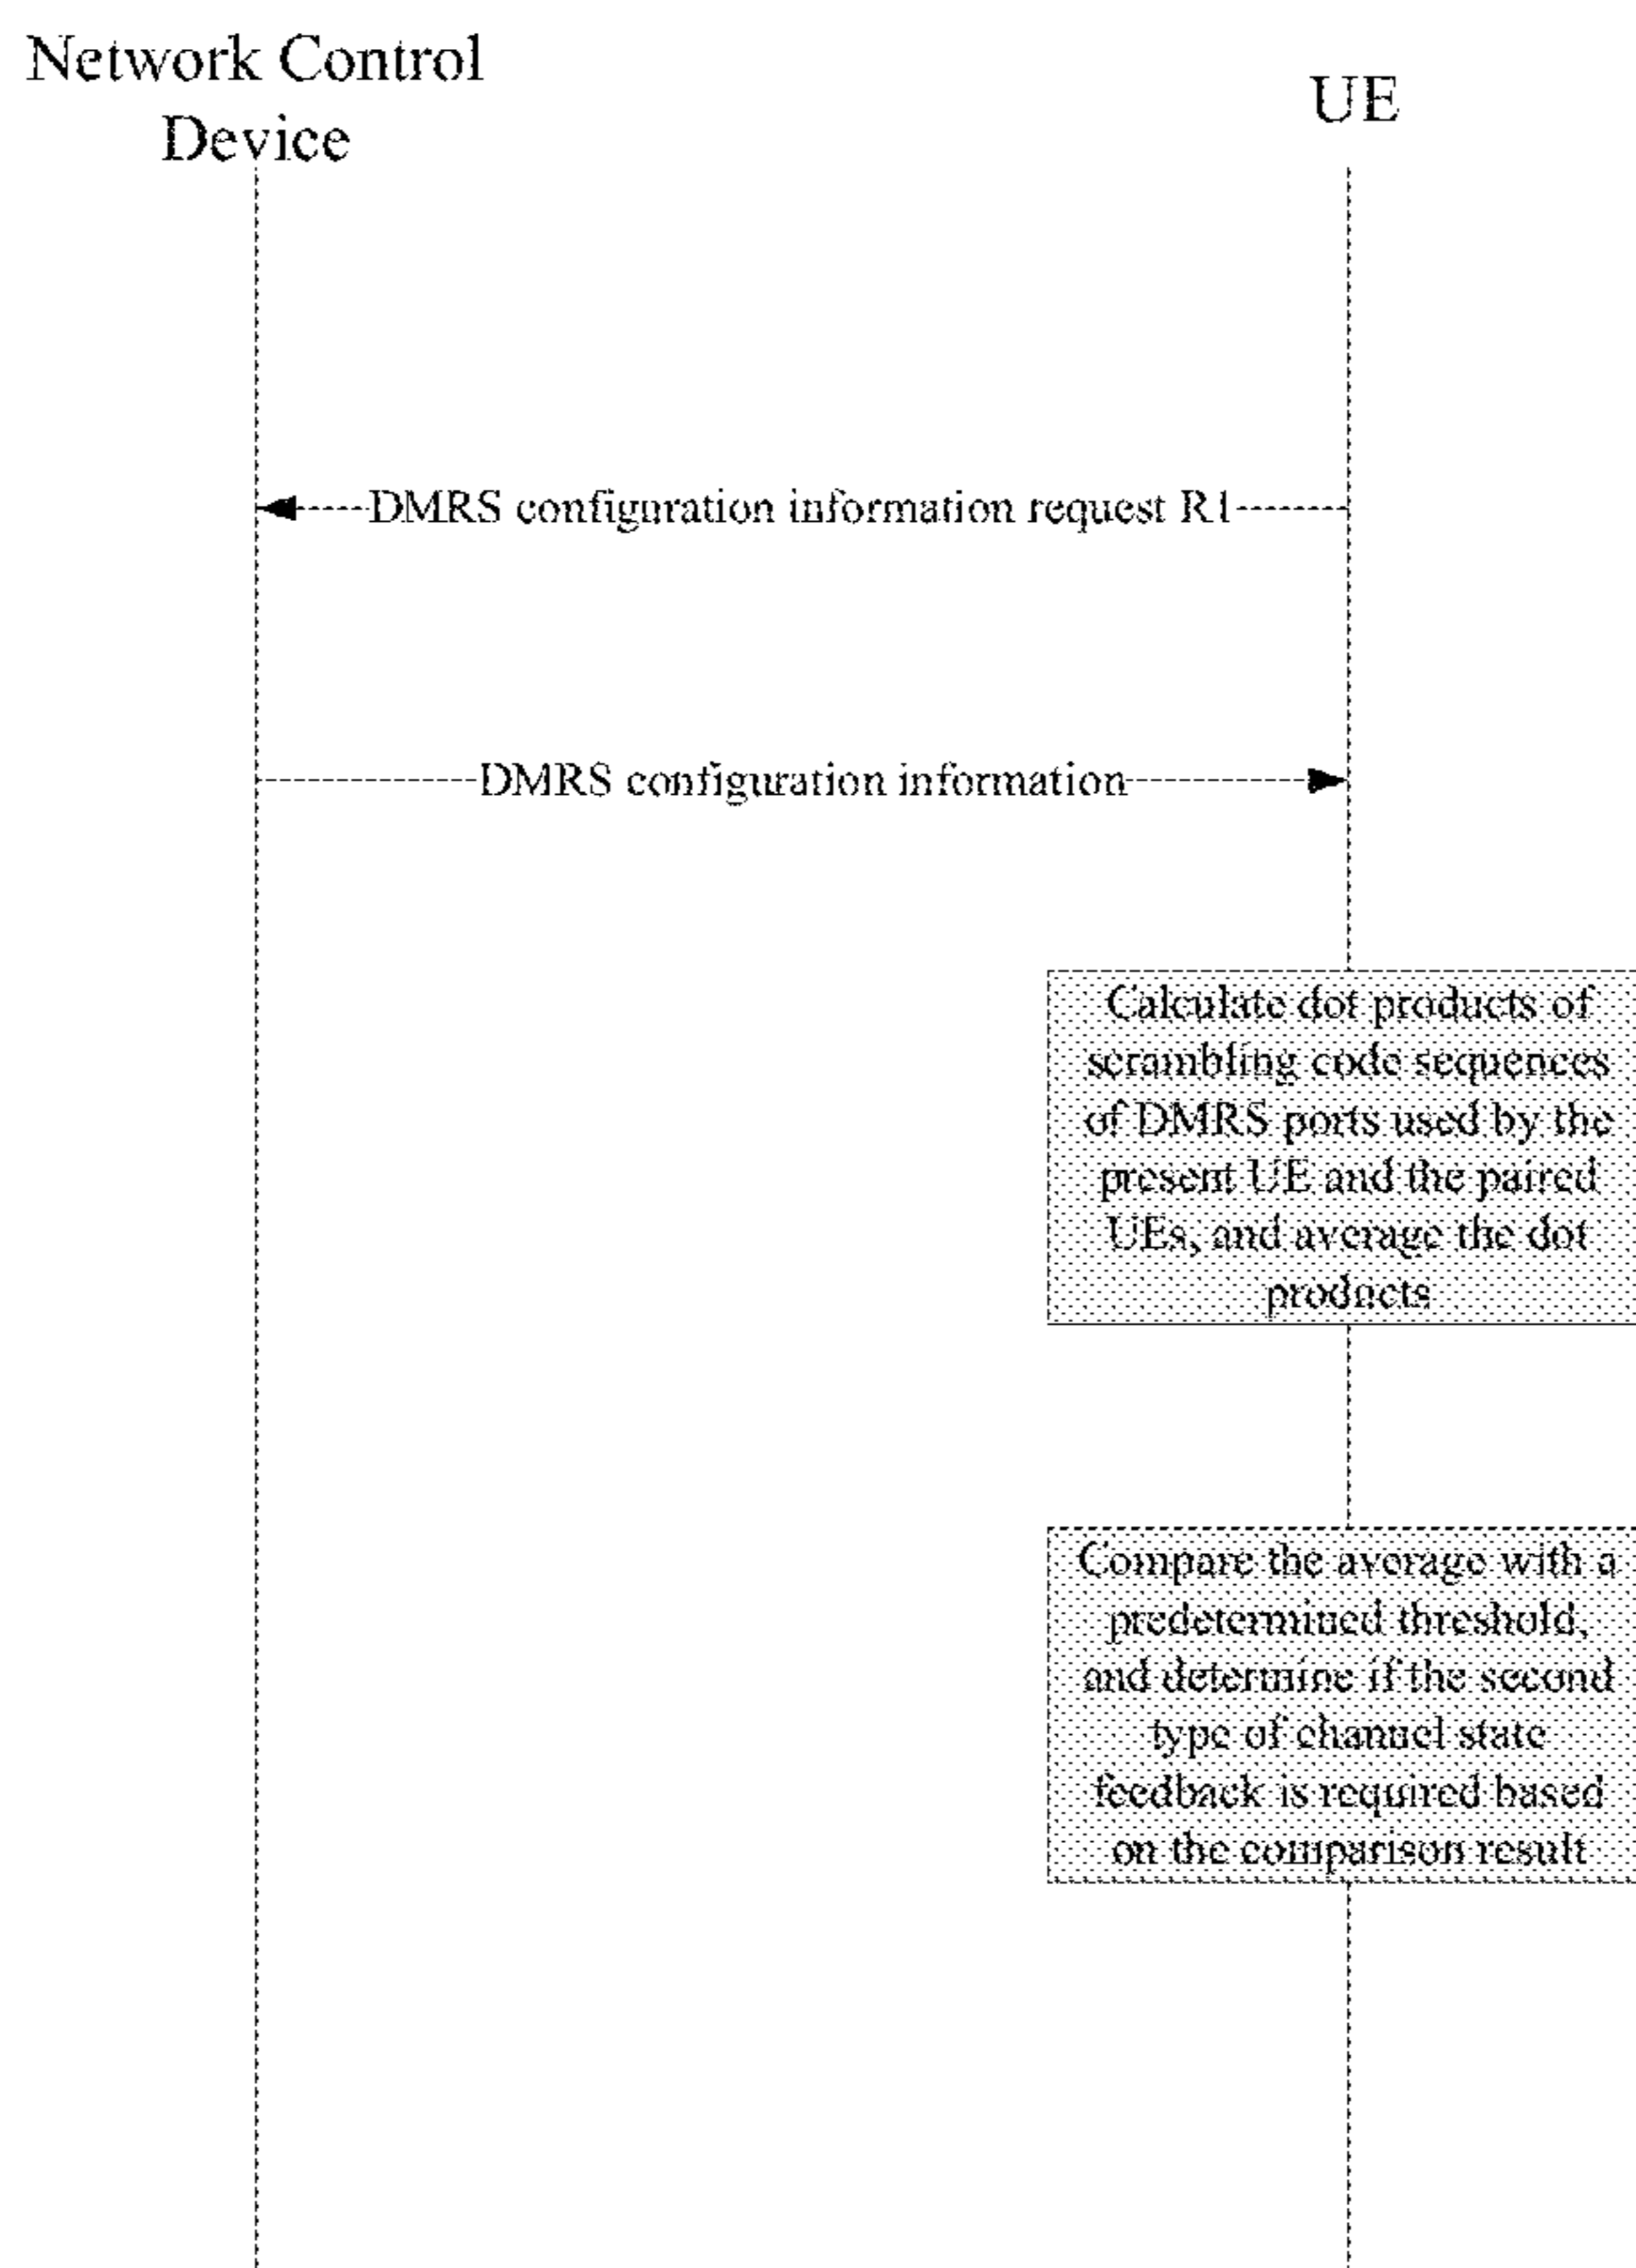 Network Control
Device
UE
DMRS configuration information request R1
DMRS configuration information
Calculate dot products of
scrambling code sequences
of DMRS ports used by the
present UE and the paired
UEs, and average the dot
products
Compare the average with a
predetermined threshold,
and determine if the second
type of channel state
feedback is required based
on the comparison result